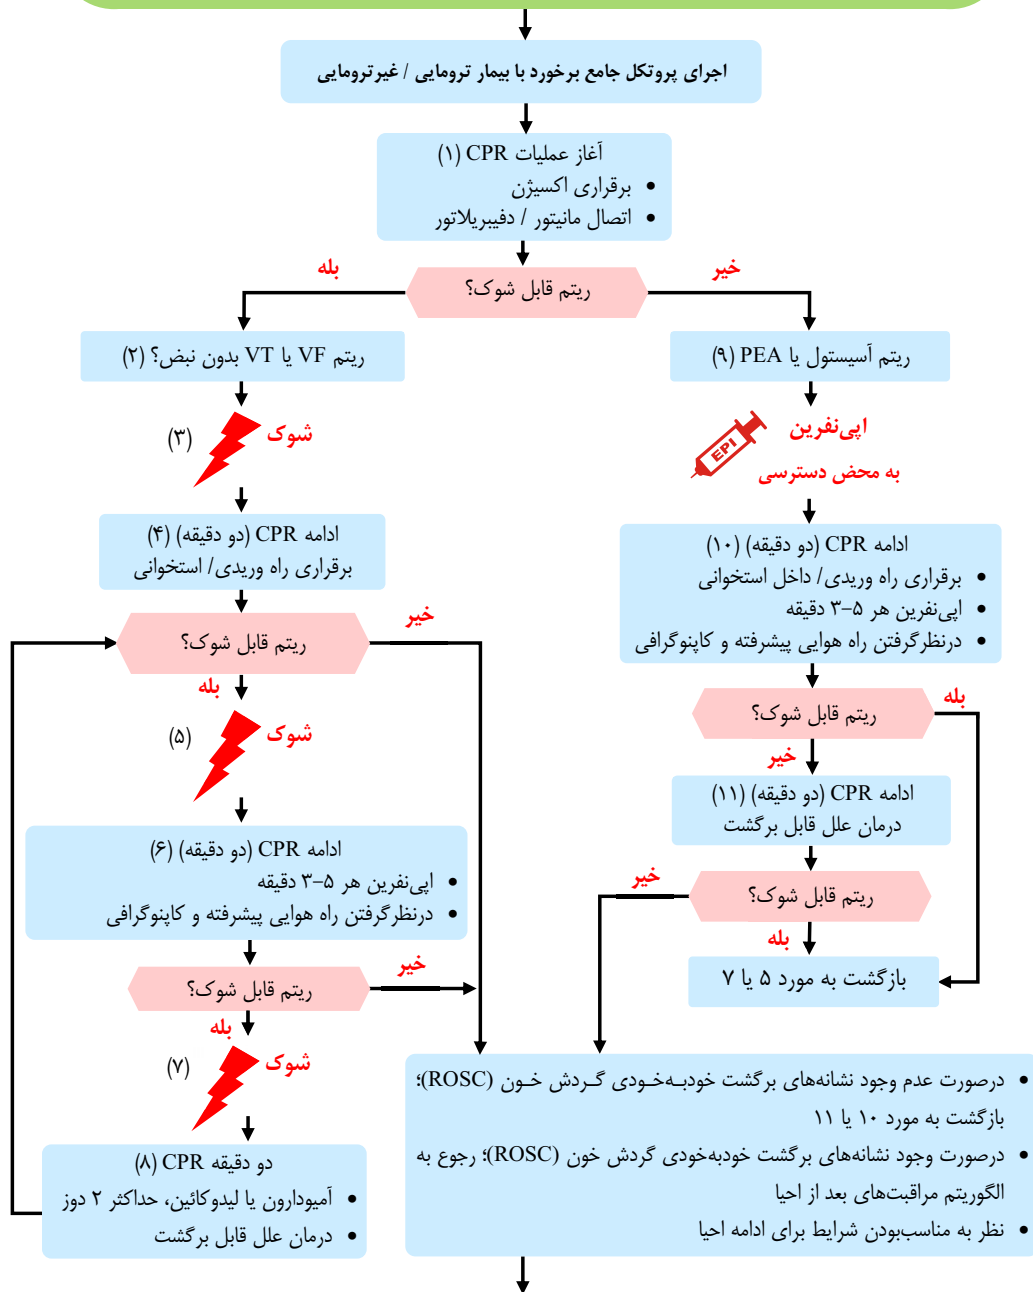 اجرای پروتکل جامع برخورد با بیمار ترومایی / غیرترومایی
آغاز عملیات CPR (۱)
• برقراری اکسیژن
• اتصال مانیتور / دفیبریلاتور
ریتم قابل شوک؟
خیر
بله
ریتم آسیستول یا PEA (۹)
اپی‌نفرین
EPI
به محض دسترسی
ادامه CPR (دو دقیقه) (۱۰)
• برقراری راه وریدی/ داخل استخوانی
• اپی‌نفرین هر ۵–۳ دقیقه
• درنظرگرفتن راه هوایی پیشرفته و کاپنوگرافی
ریتم قابل شوک؟
بله
خیر
ادامه CPR (دو دقیقه) (۱۱)
درمان علل قابل برگشت
ریتم قابل شوک؟
خیر
بله
بازگشت به مورد ۵ یا ۷
ریتم VF یا VT بدون نبض؟ (۲)
شوک
(۳)
ادامه CPR (دو دقیقه) (۴)
برقراری راه وریدی/ استخوانی
ریتم قابل شوک؟
خیر
بله
شوک
(۵)
ادامه CPR (دو دقیقه) (۶)
• اپی‌نفرین هر ۵–۳ دقیقه
• درنظرگرفتن راه هوایی پیشرفته و کاپنوگرافی
ریتم قابل شوک؟
خیر
بله
شوک
(۷)
دو دقیقه CPR (۸)
• آمیودارون یا لیدوکائین، حداکثر ۲ دوز
• درمان علل قابل برگشت
• درصورت عدم وجود نشانه‌های برگشت خودبـه‌خـودی گـردش خـون (ROSC)؛
بازگشت به مورد ۱۰ یا ۱۱
• درصورت وجود نشانه‌های برگشت خودبه‌خودی گردش خون (ROSC)؛ رجوع به
الگوریتم مراقبت‌های بعد از احیا
• نظر به مناسب‌بودن شرایط برای ادامه احیا